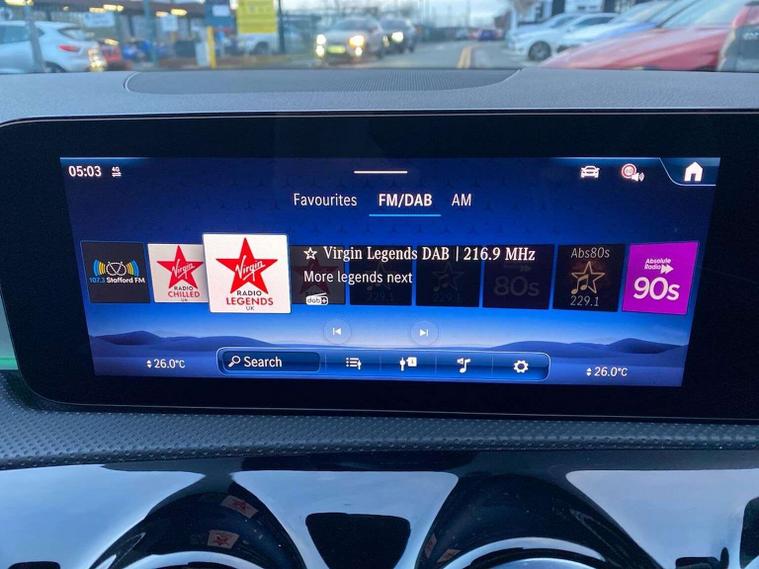 05:03
4G
Favourites FM/DAB AM
107.3 Stafford FM
Virgin
RADIO
CHILLED
UK
Virgin
RADIO
LEGENDS
UK
Virgin Legends DAB | 216.9 MHz
More legends next
dab+
80s
Abs80s
229.1
Absolute
Radio
90s
26.0°C
Search
26.0°C